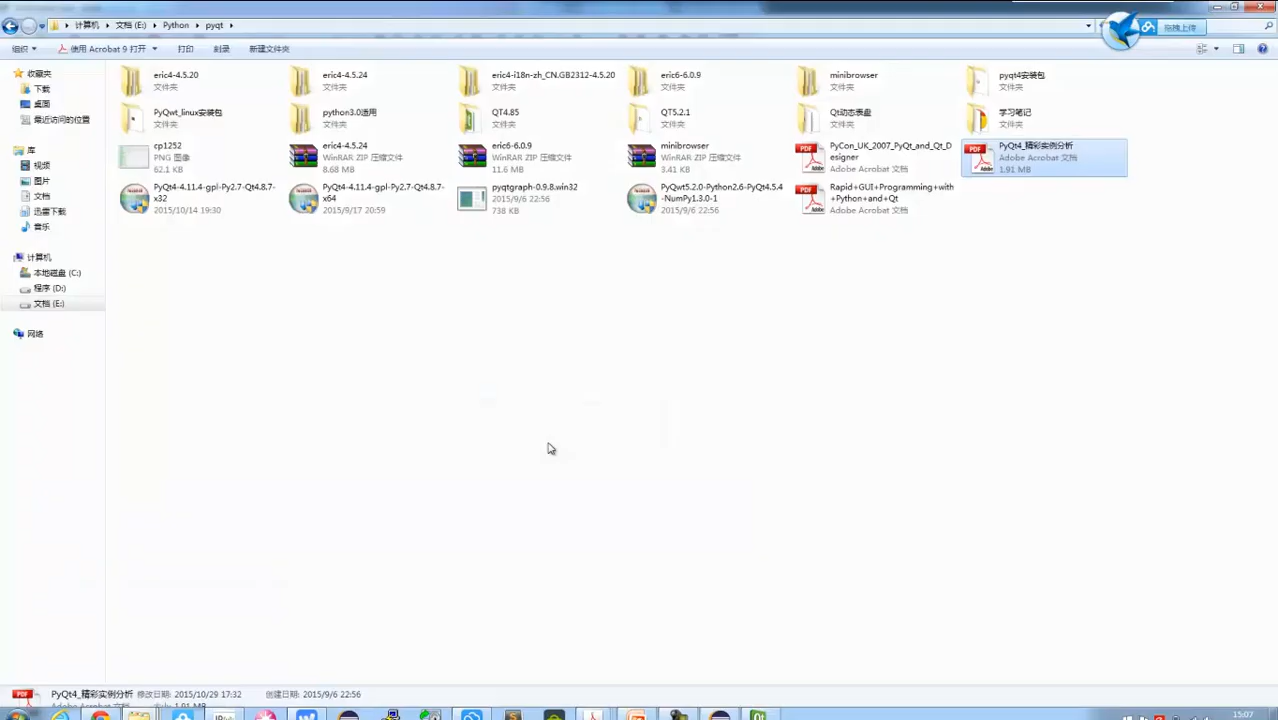 计算机 ▸ 文档 (E:) ▸ Python ▸ pyqt ▸
拖拽上传
组织 使用 Acrobat 9 打开 打印 刻录 新建文件夹
收藏夹
下载
桌面
最近访问的位置
库
视频
图片
文档
迅雷下载
音乐
计算机
本地磁盘 (C:)
程序 (D:)
文档 (E:)
网络
eric4-4.5.20
文件夹
eric4-4.5.24
文件夹
eric4-i18n-zh_CN.GB2312-4.5.20
文件夹
eric6-6.0.9
文件夹
minibrowser
文件夹
pyqt4安装包
文件夹
PyQwt_linux安装包
文件夹
python3.0适用
文件夹
QT4.85
文件夹
QT5.2.1
文件夹
Qt动态表盘
文件夹
学习笔记
文件夹
cp1252
PNG 图像
62.1 KB
eric4-4.5.24
WinRAR ZIP 压缩文件
8.68 MB
eric6-6.0.9
WinRAR ZIP 压缩文件
11.6 MB
minibrowser
WinRAR ZIP 压缩文件
3.41 KB
PyCon_UK_2007_PyQt_and_Qt_D
esigner
Adobe Acrobat 文档
PyQt4_精彩实例分析
Adobe Acrobat 文档
1.91 MB
PyQt4-4.11.4-gpl-Py2.7-Qt4.8.7-
x32
2015/10/14 19:30
PyQt4-4.11.4-gpl-Py2.7-Qt4.8.7-
x64
2015/9/17 20:59
pyqtgraph-0.9.8.win32
2015/9/6 22:56
738 KB
PyQwt5.2.0-Python2.6-PyQt4.5.4
-NumPy1.3.0-1
2015/9/6 22:56
Rapid+GUI+Programming+with
+Python+and+Qt
Adobe Acrobat 文档
PyQt4_精彩实例分析 修改日期: 2015/10/29 17:32 创建日期: 2015/9/6 22:56
Adobe Acrobat 文档 大小: 1.91 MB
15:07